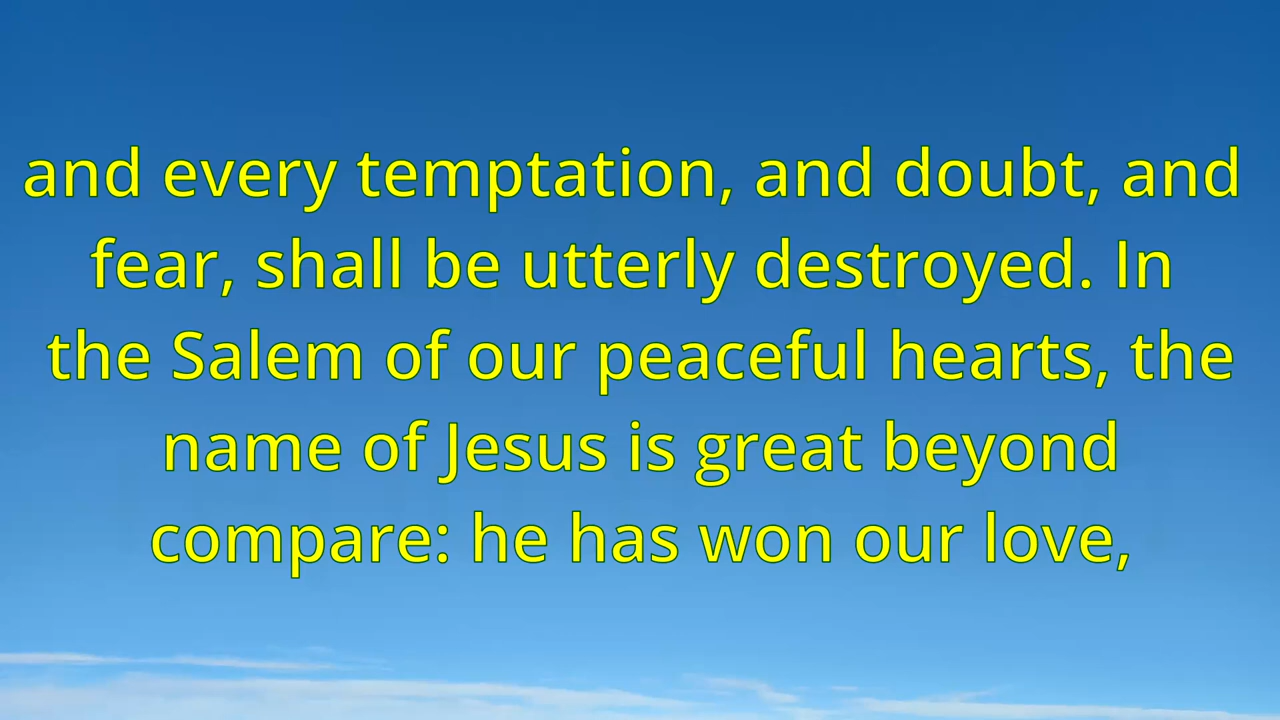 and every temptation, and doubt, and
fear, shall be utterly destroyed. In
the Salem of our peaceful hearts, the
name of Jesus is great beyond
compare: he has won our love,